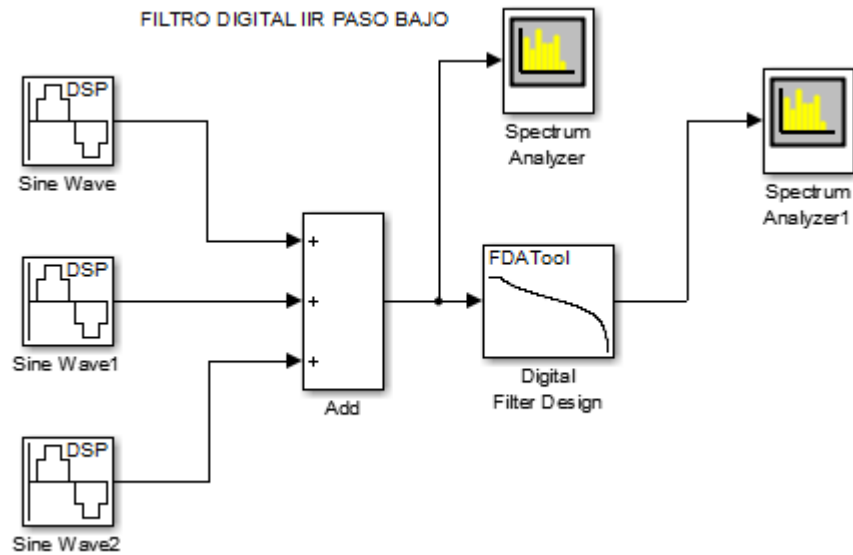 FILTRO DIGITAL IIR PASO BAJO
DSP
Sine Wave
Spectrum
Analyzer
Spectrum
Analyzer1
DSP
Sine Wave1
+
+
+
Add
FDATool
Digital
Filter Design
DSP
Sine Wave2